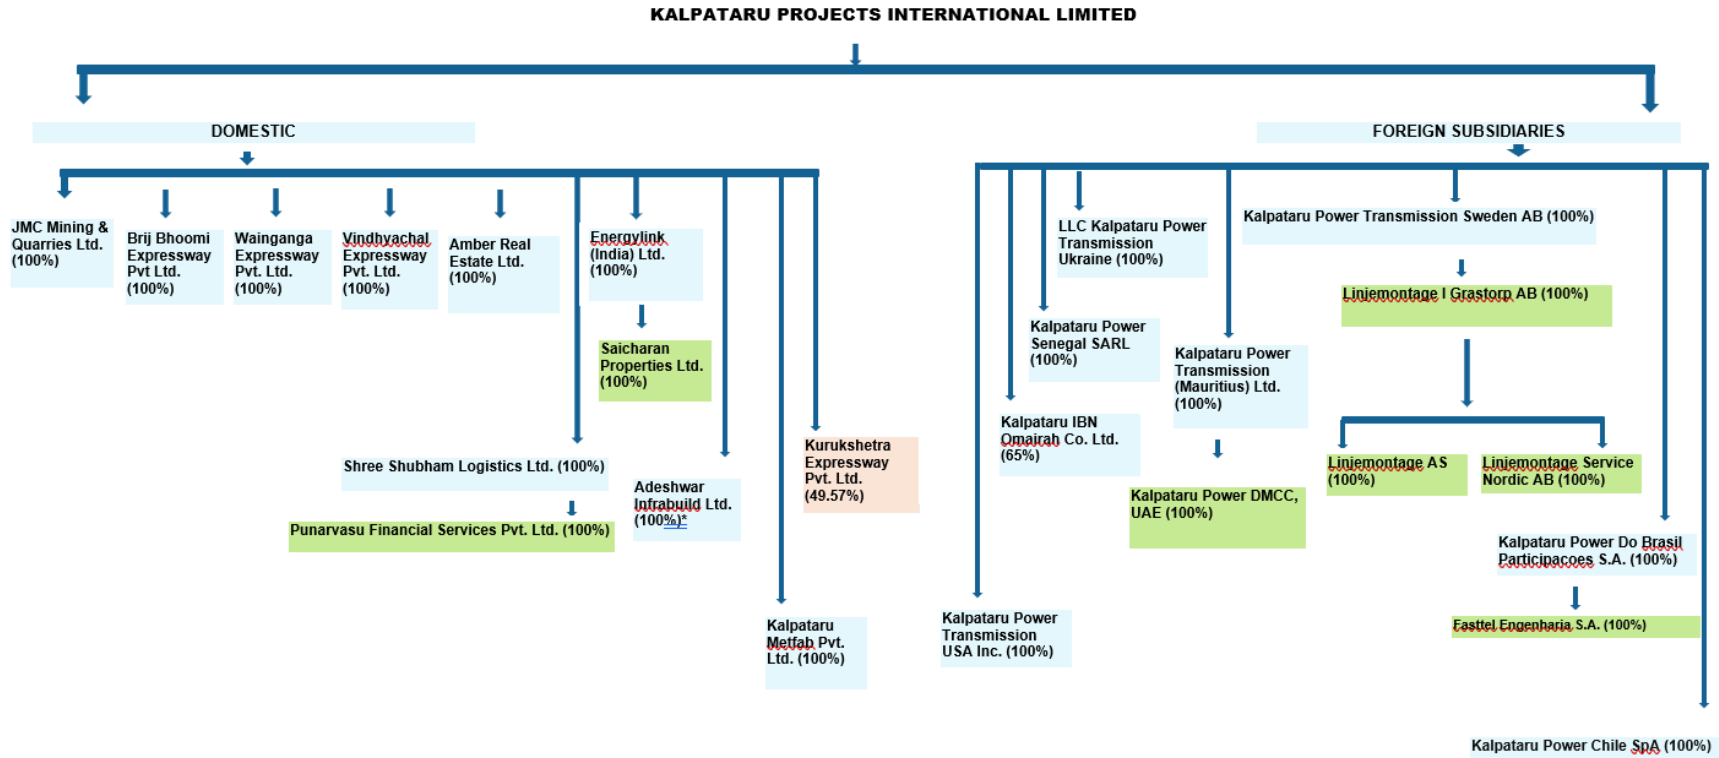 KALPATARU PROJECTS INTERNATIONAL LIMITED
DOMESTIC
FOREIGN SUBSIDIARIES
JMC Mining &
Quarries Ltd.
(100%)
Brij Bhoomi
Expressway
Pvt Ltd.
(100%)
Wainganga
Expressway
Pvt. Ltd.
(100%)
Vindhyachal
Expressway
Pvt. Ltd.
(100%)
Amber Real
Estate Ltd.
(100%)
Energylink
(India) Ltd.
(100%)
Saicharan
Properties Ltd.
(100%)
Shree Shubham Logistics Ltd. (100%)
Punarvasu Financial Services Pvt. Ltd. (100%)
Adeshwar
Infrabuild Ltd.
(100%)*
Kurukshetra
Expressway
Pvt. Ltd.
(49.57%)
Kalpataru
Metfab Pvt.
Ltd. (100%)
LLC Kalpataru Power
Transmission
Ukraine (100%)
Kalpataru Power
Senegal SARL
(100%)
Kalpataru IBN
Omairah Co. Ltd.
(65%)
Kalpataru Power
Transmission
USA Inc. (100%)
Kalpataru Power
Transmission
(Mauritius) Ltd.
(100%)
Kalpataru Power DMCC,
UAE (100%)
Kalpataru Power Transmission Sweden AB (100%)
Linjemontage I Grastorp AB (100%)
Linjemontage AS
(100%)
Linjemontage Service
Nordic AB (100%)
Kalpataru Power Do Brasil
Participacoes S.A. (100%)
Fasttel Engenharia S.A. (100%)
Kalpataru Power Chile SpA (100%)